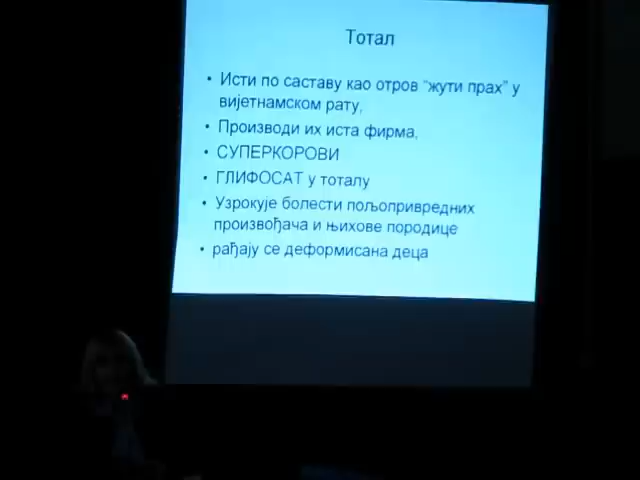 Тотал
• Исти по саставу као отров “жути прах” у
вијетнамском рату,
• Производи их иста фирма,
• СУПЕРКОРОВИ
• ГЛИФОСАТ у тоталу
• Узрокује болести пољопривредних
произвођача и њихове породице
• рађају се деформисана деца